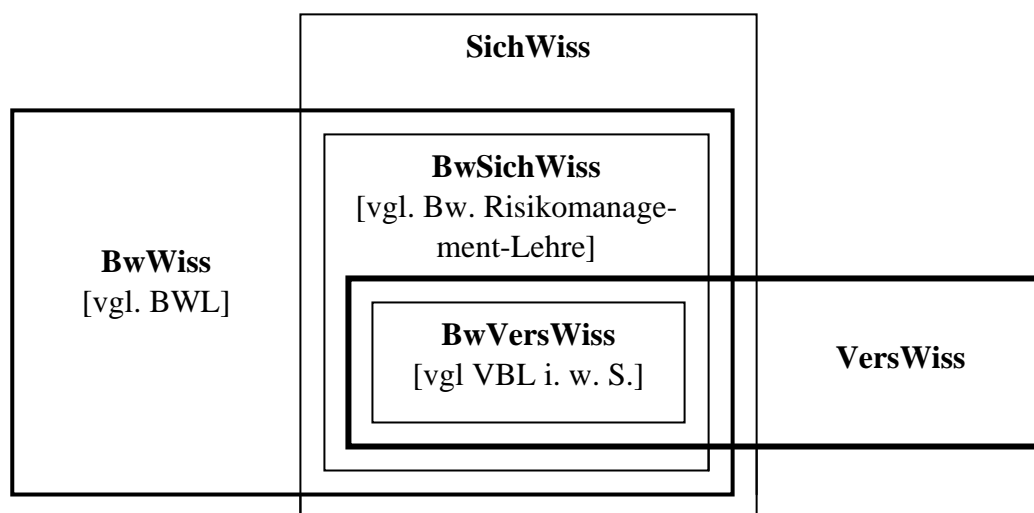 SichWiss
BwSichWiss
[vgl. Bw. Risikomanage-
ment-Lehre]
BwWiss
[vgl. BWL]
BwVersWiss
[vgl VBL i. w. S.]
VersWiss